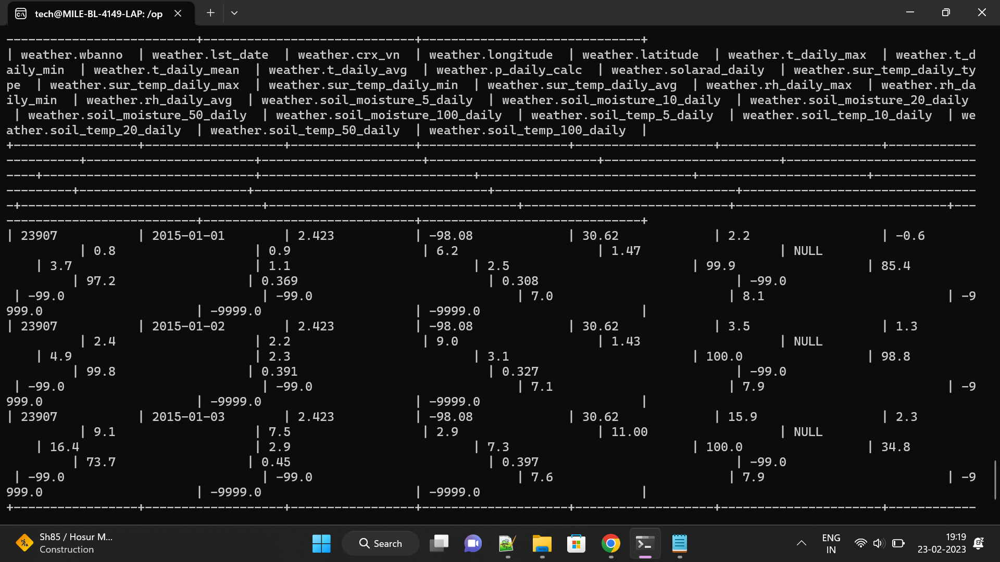 tech@MILE-BL-4149-LAP: /op
--------------------------+-----------------------------+------------------------------+
| weather.wbanno  | weather.lst_date  | weather.crx_vn  | weather.longitude  | weather.latitude  | weather.t_daily_max  | weather.t_d
aily_min  | weather.t_daily_mean  | weather.t_daily_avg  | weather.p_daily_calc  | weather.solarad_daily  | weather.sur_temp_daily_ty
pe  | weather.sur_temp_daily_max  | weather.sur_temp_daily_min  | weather.sur_temp_daily_avg  | weather.rh_daily_max  | weather.rh_da
ily_min  | weather.rh_daily_avg  | weather.soil_moisture_5_daily  | weather.soil_moisture_10_daily  | weather.soil_moisture_20_daily
 | weather.soil_moisture_50_daily  | weather.soil_moisture_100_daily  | weather.soil_temp_5_daily  | weather.soil_temp_10_daily  | we
ather.soil_temp_20_daily  | weather.soil_temp_50_daily  | weather.soil_temp_100_daily  |
+-----------------+-------------------+-----------------+--------------------+-------------------+----------------------+------------
----------+-----------------------+----------------------+-----------------------+------------------------+--------------------------
----+-----------------------------+-----------------------------+-----------------------------+-----------------------+--------------
---------+-----------------------+--------------------------------+---------------------------------+--------------------------------
-+---------------------------------+----------------------------------+----------------------------+-----------------------------+---
--------------------------+-----------------------------+------------------------------+
| 23907 | 2015-01-01 | 2.423 | -98.08 | 30.62 | 2.2 | -0.6
| 0.8 | 0.9 | 6.2 | 1.47 | NULL
| 3.7 | 1.1 | 2.5 | 99.9 | 85.4
| 97.2 | 0.369 | 0.308 | -99.0
| -99.0 | -99.0 | 7.0 | 8.1 | -9
999.0 | -9999.0 | -9999.0 |
| 23907 | 2015-01-02 | 2.423 | -98.08 | 30.62 | 3.5 | 1.3
| 2.4 | 2.2 | 9.0 | 1.43 | NULL
| 4.9 | 2.3 | 3.1 | 100.0 | 98.8
| 99.8 | 0.391 | 0.327 | -99.0
| -99.0 | -99.0 | 7.1 | 7.9 | -9
999.0 | -9999.0 | -9999.0 |
| 23907 | 2015-01-03 | 2.423 | -98.08 | 30.62 | 15.9 | 2.3
| 9.1 | 7.5 | 2.9 | 11.00 | NULL
| 16.4 | 2.9 | 7.3 | 100.0 | 34.8
| 73.7 | 0.45 | 0.397 | -99.0
| -99.0 | -99.0 | 7.6 | 7.9 | -9
999.0 | -9999.0 | -9999.0 |
+-----------------+-------------------+-----------------+--------------------+-------------------+----------------------+------------
Sh85 / Hosur M...
Construction
Search
ENG
IN
19:19
23-02-2023